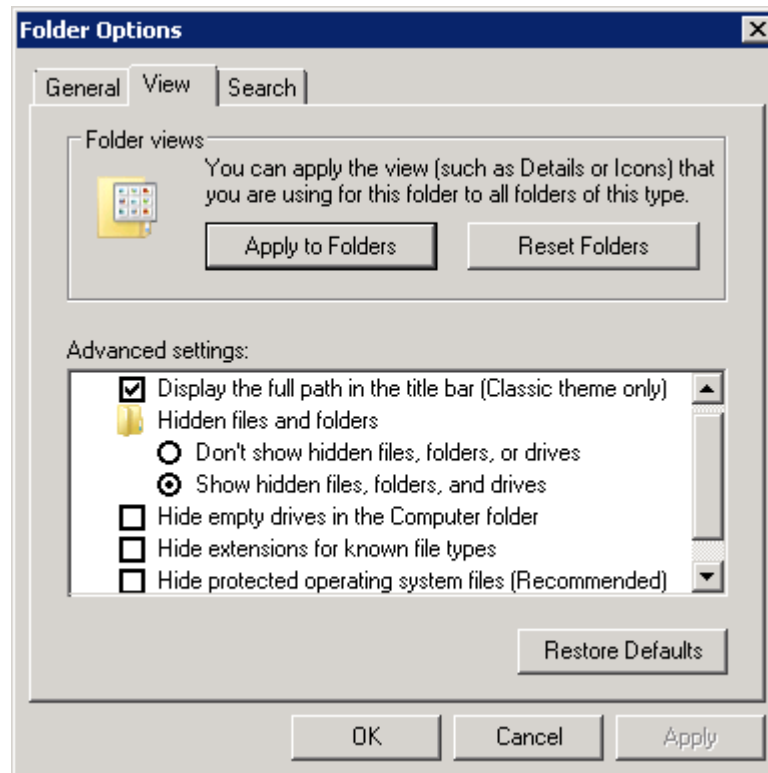 Folder Options
General View Search
Folder views
You can apply the view (such as Details or Icons) that
you are using for this folder to all folders of this type.
Apply to Folders Reset Folders
Advanced settings:
Display the full path in the title bar (Classic theme only)
Hidden files and folders
Don't show hidden files, folders, or drives
Show hidden files, folders, and drives
Hide empty drives in the Computer folder
Hide extensions for known file types
Hide protected operating system files (Recommended)
Restore Defaults
OK Cancel Apply